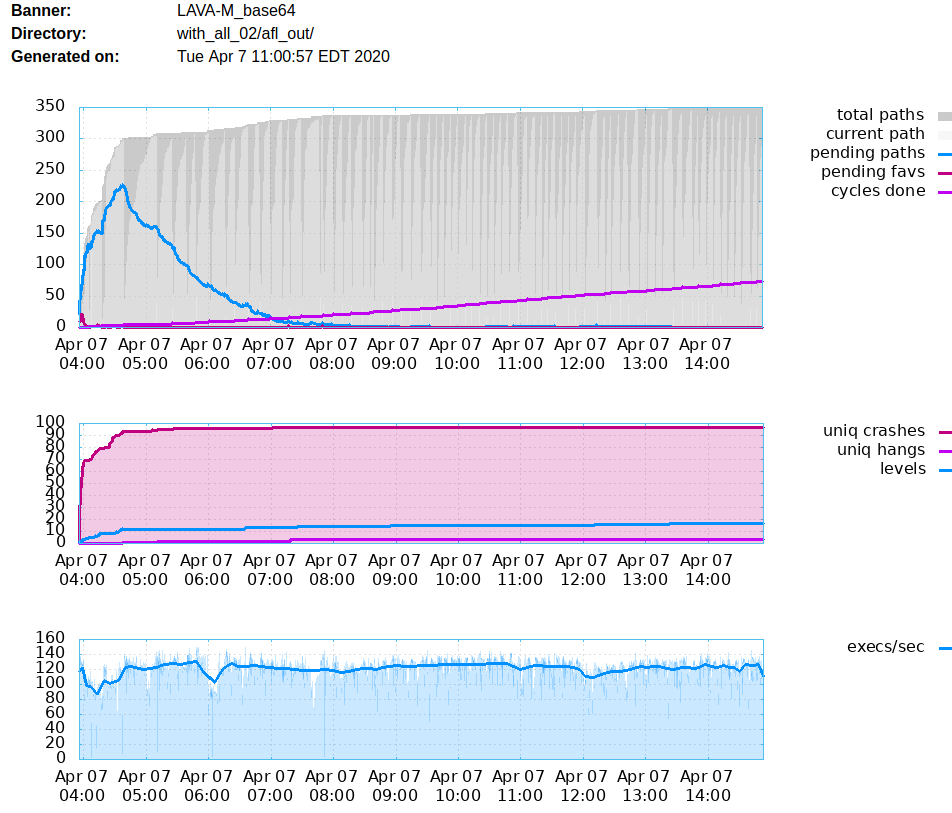 Banner: LAVA-M_base64
Directory: with_all_02/afl_out/
Generated on: Tue Apr 7 11:00:57 EDT 2020
350
300
250
200
150
100
50
0
Apr 07 Apr 07 Apr 07 Apr 07 Apr 07 Apr 07 Apr 07 Apr 07 Apr 07 Apr 07 Apr 07
04:00 05:00 06:00 07:00 08:00 09:00 10:00 11:00 12:00 13:00 14:00
total paths
current path
pending paths
pending favs
cycles done
100
90
80
70
60
50
40
30
20
10
0
Apr 07 Apr 07 Apr 07 Apr 07 Apr 07 Apr 07 Apr 07 Apr 07 Apr 07 Apr 07 Apr 07
04:00 05:00 06:00 07:00 08:00 09:00 10:00 11:00 12:00 13:00 14:00
uniq crashes
uniq hangs
levels
160
140
120
100
80
60
40
20
0
Apr 07 Apr 07 Apr 07 Apr 07 Apr 07 Apr 07 Apr 07 Apr 07 Apr 07 Apr 07 Apr 07
04:00 05:00 06:00 07:00 08:00 09:00 10:00 11:00 12:00 13:00 14:00
execs/sec